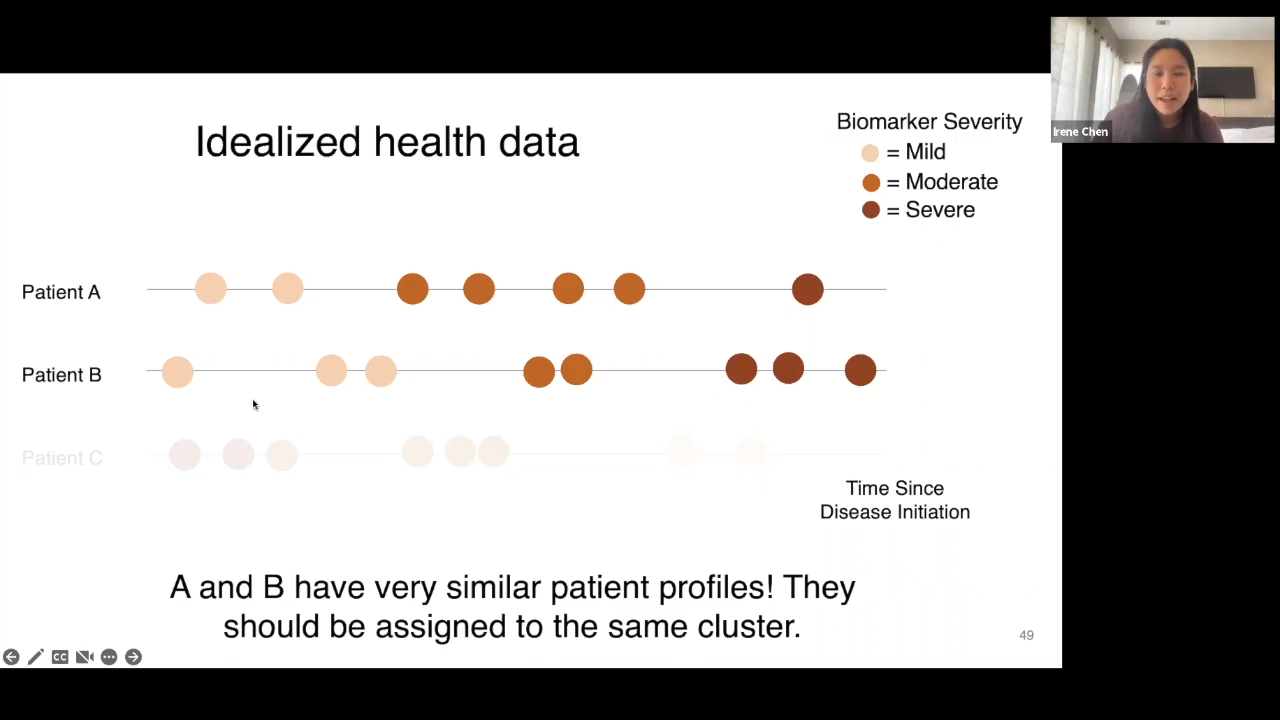 Idealized health data
Biomarker Severity
= Mild
= Moderate
= Severe
Irene Chen
Patient A
Patient B
Patient C
Time Since
Disease Initiation
A and B have very similar patient profiles! They
should be assigned to the same cluster.
49
CC